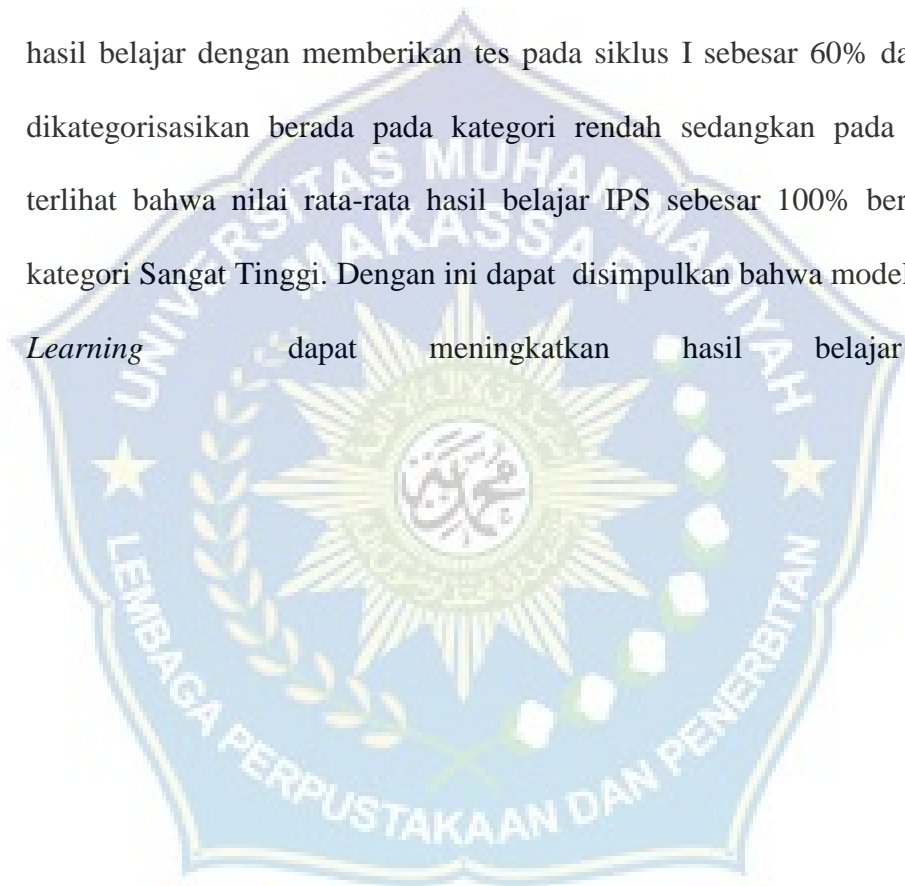 hasil belajar dengan memberikan tes pada siklus I sebesar 60% da
dikategorisasikan berada pada kategori rendah sedangkan pada
terlihat bahwa nilai rata-rata hasil belajar IPS sebesar 100% ber
kategori Sangat Tinggi. Dengan ini dapat disimpulkan bahwa model
Learning dapat meningkatkan hasil belajar
UNIVERSITAS MUHAMMADIYAH
MAKASSAR
LEMBAGA PERPUSTAKAAN DAN PENERBITAN